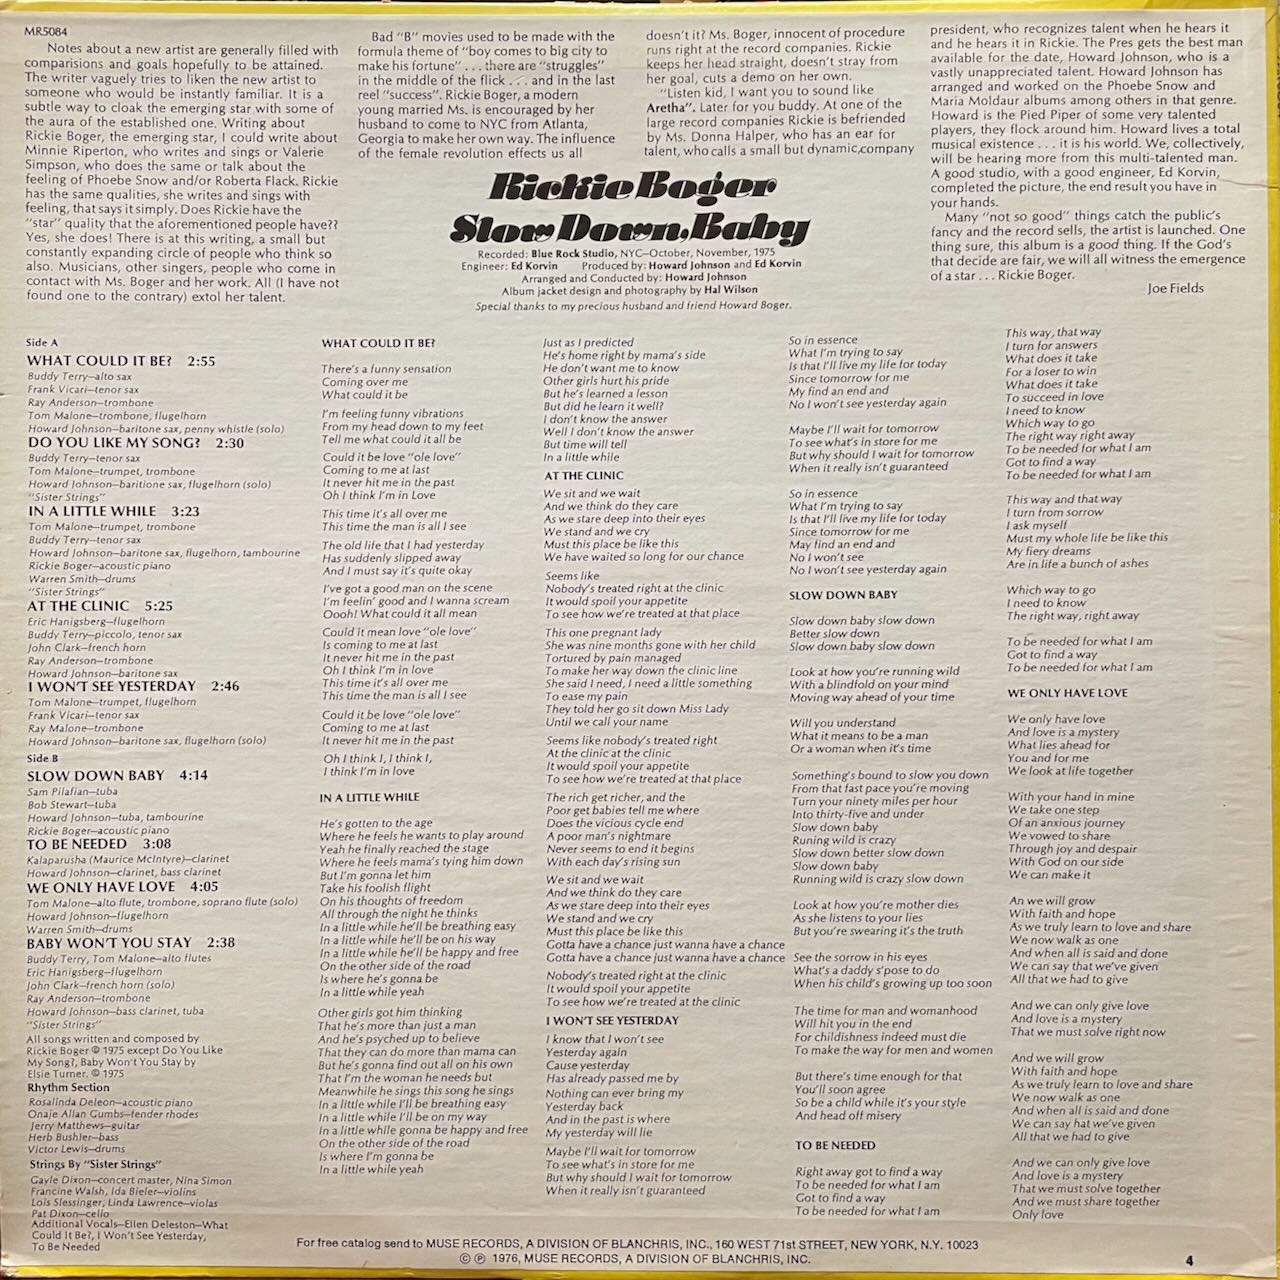 MR5084
Notes about a new artist are generally filled with
comparisions and goals hopefully to be attained.
The writer vaguely tries to liken the new artist to
someone who would be instantly familiar. It is a
subtle way to cloak the emerging star with some of
the aura of the established one. Writing about
Rickie Boger, the emerging star, I could write about
Minnie Riperton, who writes and sings or Valerie
Simpson, who does the same or talk about the
feeling of Phoebe Snow and/or Roberta Flack. Rickie
has the same qualities, she writes and sings with
feeling, that says it simply. Does Rickie have the
"star" quality that the aforementioned people have??
Yes, she does! There is at this writing, a small but
constantly expanding circle of people who think so
also. Musicians, other singers, people who come in
contact with Ms. Boger and her work. All (I have not
found one to the contrary) extol her talent.
Bad "B" movies used to be made with the
formula theme of "boy comes to big city to
make his fortune" . . . there are "struggles"
in the middle of the flick . . . and in the last
reel "success". Rickie Boger, a modern
young married Ms. is encouraged by her
husband to come to NYC from Atlanta,
Georgia to make her own way. The influence
of the female revolution effects us all
doesn't it? Ms. Boger, innocent of procedure
runs right at the record companies. Rickie
keeps her head straight, doesn't stray from
her goal, cuts a demo on her own.
"Listen kid, I want you to sound like
Aretha". Later for you buddy. At one of the
large record companies Rickie is befriended
by Ms. Donna Halper, who has an ear for
talent, who calls a small but dynamic,company
president, who recognizes talent when he hears it
and he hears it in Rickie. The Pres gets the best man
available for the date, Howard Johnson, who is a
vastly unappreciated talent. Howard Johnson has
arranged and worked on the Phoebe Snow and
Maria Moldaur albums among others in that genre.
Howard is the Pied Piper of some very talented
players, they flock around him. Howard lives a total
musical existence . . . it is his world. We, collectively,
will be hearing more from this multi-talented man.
A good studio, with a good engineer, Ed Korvin,
completed the picture, the end result you have in
your hands.
Many "not so good" things catch the public's
fancy and the record sells, the artist is launched. One
thing sure, this album is a good thing. If the God's
that decide are fair, we will all witness the emergence
of a star . . . Rickie Boger.
Joe Fields
Rickie Boger
Slow Down, Baby
Recorded: Blue Rock Studio, NYC—October, November, 1975
Engineer: Ed Korvin Produced by: Howard Johnson and Ed Korvin
Arranged and Conducted by: Howard Johnson
Album jacket design and photography by Hal Wilson
Special thanks to my precious husband and friend Howard Boger.
Side A
WHAT COULD IT BE? 2:55
Buddy Terry—alto sax
Frank Vicari—tenor sax
Ray Anderson—trombone
Tom Malone—trombone, flugelhorn
Howard Johnson—baritone sax, penny whistle (solo)
DO YOU LIKE MY SONG? 2:30
Buddy Terry—tenor sax
Tom Malone—trumpet, trombone
Howard Johnson—baritione sax, flugelhorn (solo)
"Sister Strings"
IN A LITTLE WHILE 3:23
Tom Malone—trumpet, trombone
Buddy Terry—tenor sax
Howard Johnson—baritone sax, flugelhorn, tambourine
Rickie Boger—acoustic piano
Warren Smith—drums
"Sister Strings"
AT THE CLINIC 5:25
Eric Hanigsberg—flugelhorn
Buddy Terry—piccolo, tenor sax
John Clark—french horn
Ray Anderson—trombone
Howard Johnson—baritone sax
I WON'T SEE YESTERDAY 2:46
Tom Malone—trumpet, flugelhorn
Frank Vicari—tenor sax
Ray Malone—trombone
Howard Johnson—baritone sax, flugelhorn (solo)
Side B
SLOW DOWN BABY 4:14
Sam Pilafian—tuba
Bob Stewart—tuba
Howard Johnson—tuba, tambourine
Rickie Boger—acoustic piano
TO BE NEEDED 3:08
Kalaparusha (Maurice McIntyre)—clarinet
Howard Johnson—clarinet, bass clarinet
WE ONLY HAVE LOVE 4:05
Tom Malone—alto flute, trombone, soprano flute (solo)
Howard Johnson—flugelhorn
Warren Smith—drums
BABY WON'T YOU STAY 2:38
Buddy Terry, Tom Malone—alto flutes
Eric Hanigsberg—flugelhorn
John Clark—french horn (solo)
Ray Anderson—trombone
Howard Johnson—bass clarinet, tuba
"Sister Strings"
All songs written and composed by
Rickie Boger © 1975 except Do You Like
My Song?, Baby Won't You Stay by
Elsie Turner. © 1975
Rhythm Section
Rosalinda Deleon—acoustic piano
Onaje Allan Gumbs—fender rhodes
Jerry Matthews—guitar
Herb Bushler—bass
Victor Lewis—drums
Strings By "Sister Strings"
Gayle Dixon—concert master, Nina Simon
Francine Walsh, Ida Bieler—violins
Lois Slessinger, Linda Lawrence—violas
Pat Dixon—cello
Additional Vocals—Ellen Deleston—What
Could It Be?, I Won't See Yesterday,
To Be Needed
WHAT COULD IT BE?
There's a funny sensation
Coming over me
What could it be
I'm feeling funny vibrations
From my head down to my feet
Tell me what could it all be
Could it be love "ole love"
Coming to me at last
It never hit me in the past
Oh I think I'm in Love
This time it's all over me
This time the man is all I see
The old life that I had yesterday
Has suddenly slipped away
And I must say it's quite okay
I've got a good man on the scene
I'm feelin' good and I wanna scream
Oooh! What could it all mean
Could it mean love "ole love"
Is coming to me at last
It never hit me in the past
Oh I think I'm in love
This time it's all over me
This time the man is all I see
Could it be love "ole love"
Coming to me at last
It never hit me in the past
Oh I think I, I think I,
I think I'm in love
IN A LITTLE WHILE
He's gotten to the age
Where he feels he wants to play around
Yeah he finally reached the stage
Where he feels mama's tying him down
But I'm gonna let him
Take his foolish flight
On his thoughts of freedom
All through the night he thinks
In a little while he'll be breathing easy
In a little while he'll be on his way
In a little while he'll be happy and free
On the other side of the road
Is where he's gonna be
In a little while yeah
Other girls got him thinking
That he's more than just a man
And he's psyched up to believe
That they can do more than mama can
But he's gonna find out all on his own
That I'm the woman he needs but
Meanwhile he sings this song he sings
In a little while I'll be breathing easy
In a little while I'll be on my way
In a little while gonna be happy and free
On the other side of the road
Is where I'm gonna be
In a little while yeah
Just as I predicted
He's home right by mama's side
He don't want me to know
Other girls hurt his pride
But he's learned a lesson
But did he learn it well?
I don't know the answer
Well I don't know the answer
But time will tell
In a little while
AT THE CLINIC
We sit and we wait
And we think do they care
As we stare deep into their eyes
We stand and we cry
Must this place be like this
We have waited so long for our chance
Seems like
Nobody's treated right at the clinic
It would spoil your appetite
To see how we're treated at that place
This one pregnant lady
She was nine months gone with her child
Tortured by pain managed
To make her way down the clinic line
She said I need, I need a little something
To ease my pain
They told her go sit down Miss Lady
Until we call your name
Seems like nobody's treated right
At the clinic at the clinic
It would spoil your appetite
To see how we're treated at that place
The rich get richer, and the
Poor get babies tell me where
Does the vicious cycle end
A poor man's nightmare
Never seems to end it begins
With each day's rising sun
We sit and we wait
And we think do they care
As we stare deep into their eyes
We stand and we cry
Must this place be like this
Gotta have a chance just wanna have a chance
Gotta have a chance just wanna have a chance
Nobody's treated right at the clinic
It would spoil your appetite
To see how we're treated at the clinic
I WON'T SEE YESTERDAY
I know that I won't see
Yesterday again
Cause yesterday
Has already passed me by
Nothing can ever bring my
Yesterday back
And in the past is where
My yesterday will lie
Maybe I'll wait for tomorrow
To see what's in store for me
But why should I wait for tomorrow
When it really isn't guaranteed
So in essence
What I'm trying to say
Is that I'll live my life for today
Since tomorrow for me
My find an end and
No I won't see yesterday again
Maybe I'll wait for tomorrow
To see what's in store for me
But why should I wait for tomorrow
When it really isn't guaranteed
So in essence
What I'm trying to say
Is that I'll live my life for today
Since tomorrow for me
May find an end and
No I won't see
No I won't see yesterday again
SLOW DOWN BABY
Slow down baby slow down
Better slow down
Slow down baby slow down
Look at how you're running wild
With a blindfold on your mind
Moving way ahead of your time
Will you understand
What it means to be a man
Or a woman when it's time
Something's bound to slow you down
From that fast pace you're moving
Turn your ninety miles per hour
Into thirty-five and under
Slow down baby
Runing wild is crazy
Slow down better slow down
Slow down baby
Running wild is crazy slow down
Look at how you're mother dies
As she listens to your lies
But you're swearing it's the truth
See the sorrow in his eyes
What's a daddy s'pose to do
When his child's growing up too soon
The time for man and womanhood
Will hit you in the end
For childishness indeed must die
To make the way for men and women
But there's time enough for that
You'll soon agree
So be a child while it's your style
And head off misery
TO BE NEEDED
Right away got to find a way
To be needed for what I am
Got to find a way
To be needed for what I am
This way, that way
I turn for answers
What does it take
For a loser to win
What does it take
To succeed in love
I need to know
Which way to go
The right way right away
To be needed for what I am
Got to find a way
To be needed for what I am
This way and that way
I turn from sorrow
I ask myself
Must my whole life be like this
My fiery dreams
Are in life a bunch of ashes
Which way to go
I need to know
The right way, right away
To be needed for what I am
Got to find a way
To be needed for what I am
WE ONLY HAVE LOVE
We only have love
And love is a mystery
What lies ahead for
You and for me
We look at life together
With your hand in mine
We take one step
Of an anxious journey
We vowed to share
Through joy and despair
With God on our side
We can make it
An we will grow
With faith and hope
As we truly learn to love and share
We now walk as one
And when all is said and done
We can say that we've given
All that we had to give
And we can only give love
And love is a mystery
That we must solve right now
And we will grow
With faith and hope
As we truly learn to love and share
We now walk as one
And when all is said and done
We can say hat we've given
All that we had to give
And we can only give love
And love is a mystery
That we must solve together
And we must share together
Only love
For free catalog send to MUSE RECORDS, A DIVISION OF BLANCHRIS, INC., 160 WEST 71st STREET, NEW YORK, N.Y. 10023
© ℗ 1976, MUSE RECORDS, A DIVISION OF BLANCHRIS, INC.
4